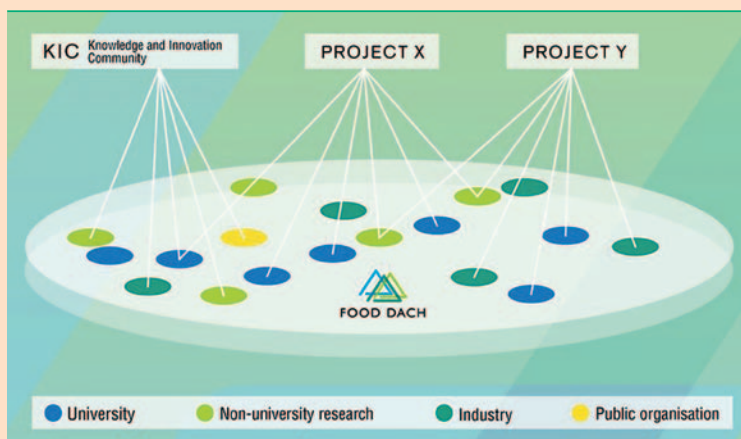 KIC Knowledge and Innovation
Community
PROJECT X
PROJECT Y
FOOD DACH
University
Non-university research
Industry
Public organisation